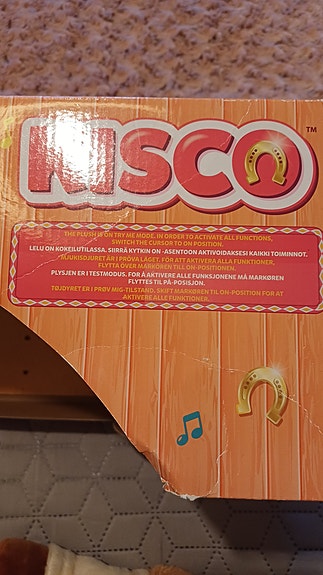 KISCO™
THE PLUSH IS ON TRY ME MODE. IN ORDER TO ACTIVATE ALL FUNCTIONS,
SWITCH THE CURSOR TO ON POSITION.
LELU ON KOKEILUTILASSA. SIIRRÄ KYTKIN ON -ASENTOON AKTIVOIDAKSESI KAIKKI TOIMINNOT.
MJUKISDJURET ÄR I PROVA LÄGET. FÖR ATT AKTIVERA ALLA FUNKTIONER,
FLYTTA ÖVER MARKÖREN TILL ON-POSITIONEN.
PLYSJEN ER I TESTMODUS. FOR Å AKTIVERE ALLE FUNKSJONENE MÅ MARKØREN
FLYTTES TIL PÅ-POSISJON.
TØJDYRET ER I PRØV MIG-TILSTAND. SKIFT MARKØREN TIL ON-POSITION FOR AT
AKTIVERE ALLE FUNKTIONER.